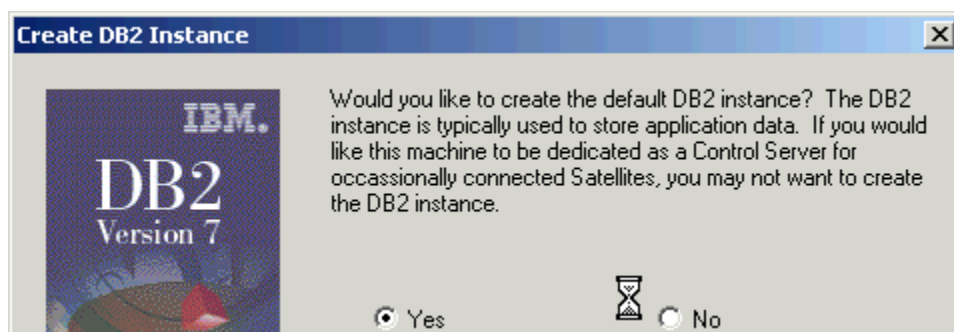 Create DB2 Instance
IBM.
DB2
Version 7
Would you like to create the default DB2 instance? The DB2
instance is typically used to store application data. If you would
like this machine to be dedicated as a Control Server for
occassionally connected Satellites, you may not want to create
the DB2 instance.
Yes
No